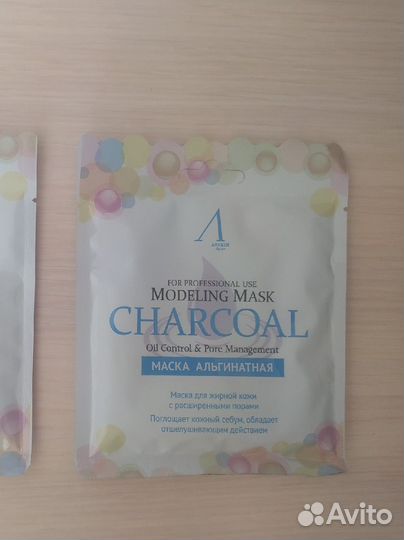 ANSKIN
FOR PROFESSIONAL USE
MODELING MASK
CHARCOAL
Oil Control & Pore Management
МАСКА АЛЬГИНАТНАЯ
Маска для жирной кожи
с расширенными порами
Поглощает кожный себум, обладает
отшелушивающим действием
Avito